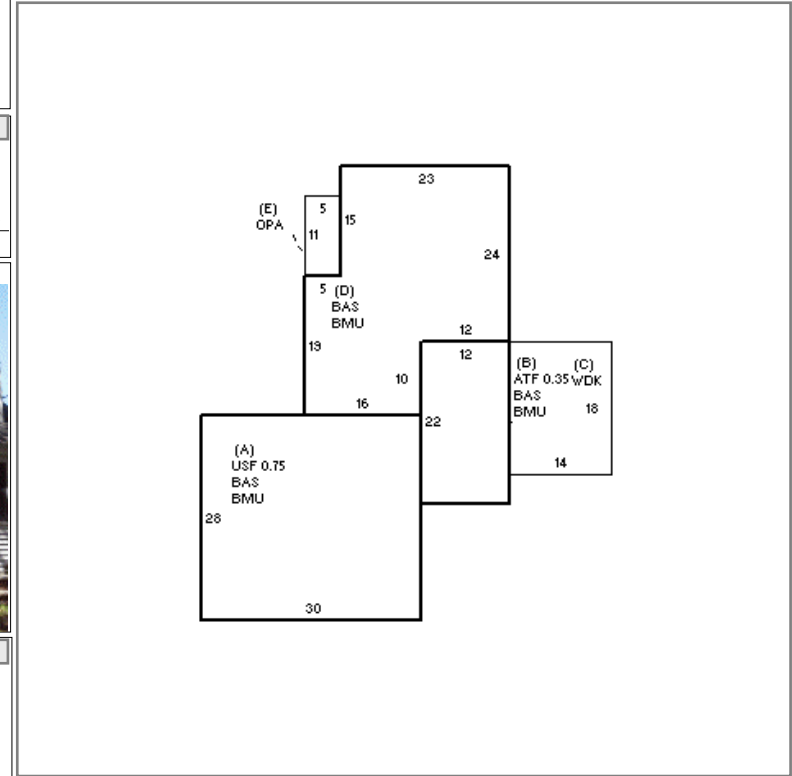 23
(E)
OPA
5
11
15
24
5
(D)
BAS
BMU
19
12
12
10
16
(B)
ATF 0.35
BAS
BMU
(C)
WDK
18
14
22
(A)
USF 0.75
BAS
BMU
28
30